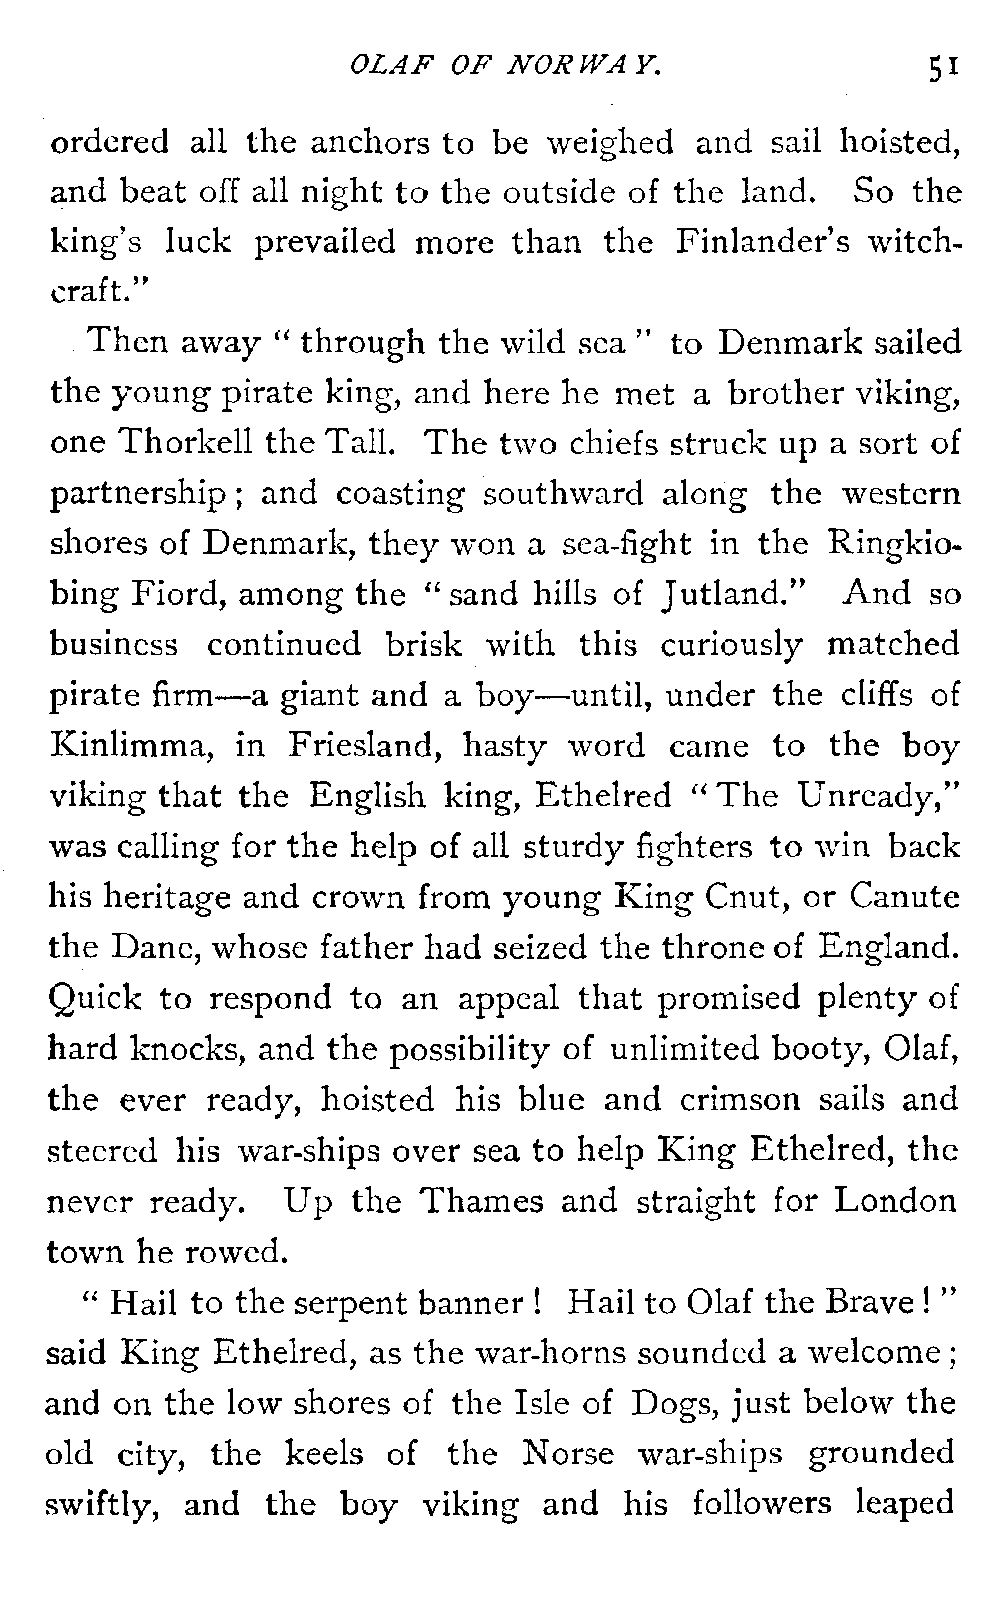 OLAF OF NORWAY. 51
ordered all the anchors to be weighed and sail hoisted,
and beat off all night to the outside of the land. So the
king's luck prevailed more than the Finlander's witch-
craft."
Then away "through the wild sea" to Denmark sailed
the young pirate king, and here he met a brother viking,
one Thorkell the Tall. The two chiefs struck up a sort of
partnership; and coasting southward along the western
shores of Denmark, they won a sea-fight in the Ringkio-
bing Fiord, among the "sand hills of Jutland." And so
business continued brisk with this curiously matched
pirate firm—a giant and a boy—until, under the cliffs of
Kinlimma, in Friesland, hasty word came to the boy
viking that the English king, Ethelred "The Unready,"
was calling for the help of all sturdy fighters to win back
his heritage and crown from young King Cnut, or Canute
the Dane, whose father had seized the throne of England.
Quick to respond to an appeal that promised plenty of
hard knocks, and the possibility of unlimited booty, Olaf,
the ever ready, hoisted his blue and crimson sails and
steered his war-ships over sea to help King Ethelred, the
never ready. Up the Thames and straight for London
town he rowed.
"Hail to the serpent banner! Hail to Olaf the Brave!"
said King Ethelred, as the war-horns sounded a welcome;
and on the low shores of the Isle of Dogs, just below the
old city, the keels of the Norse war-ships grounded
swiftly, and the boy viking and his followers leaped